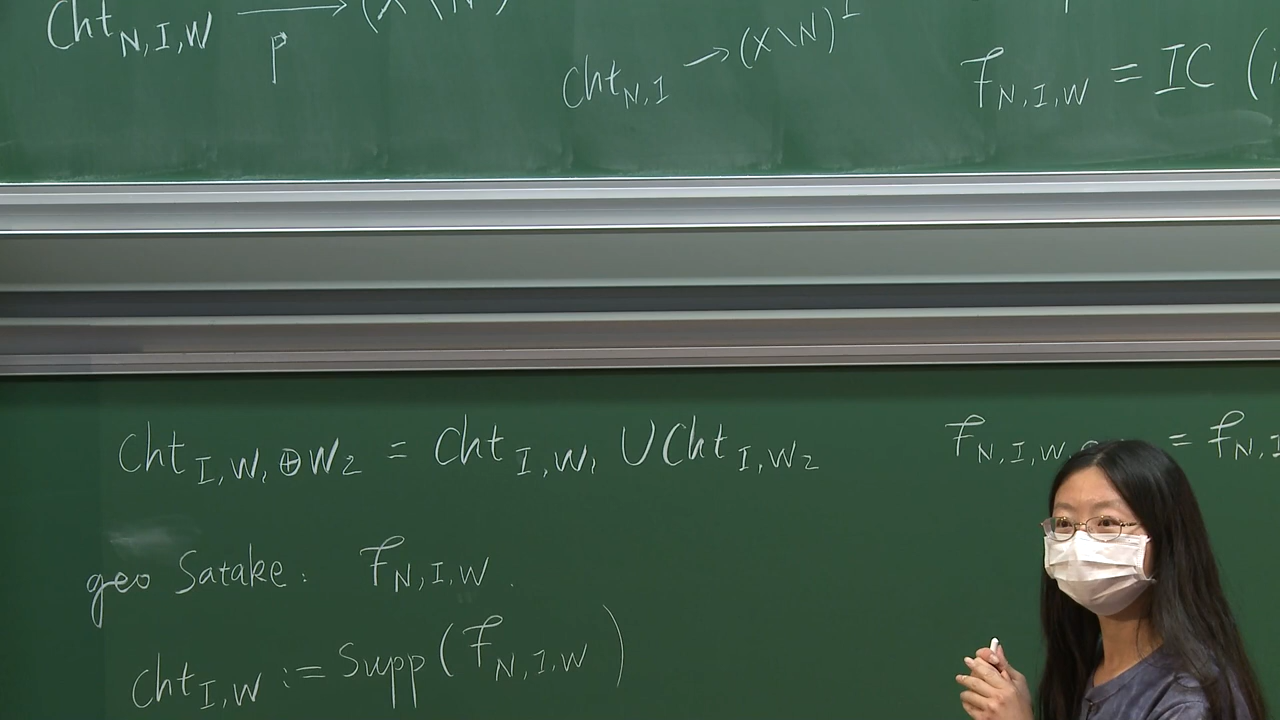 Cht_{N,I,W} \xrightarrow{p} (X \ N)
Cht_{N,I} → (X \ N)^I
F_{N,I,W} = IC (i
Cht_{I,W_1⊕W_2} = Cht_{I,W_1} ∪ Cht_{I,W_2}
F_{N,I,W = F_{N,I
geo Satake : F_{N,I,W} .
Cht_{I,W} := Supp ( F_{N,I,W} )